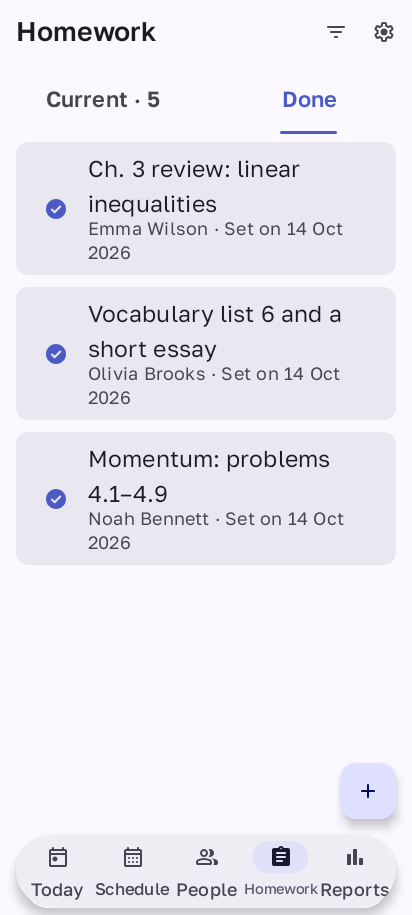 Homework
Current · 5
Done
Ch. 3 review: linear
inequalities
Emma Wilson · Set on 14 Oct
2026
Vocabulary list 6 and a
short essay
Olivia Brooks · Set on 14 Oct
2026
Momentum: problems
4.1–4.9
Noah Bennett · Set on 14 Oct
2026
Today
Schedule
People
Homework
Reports